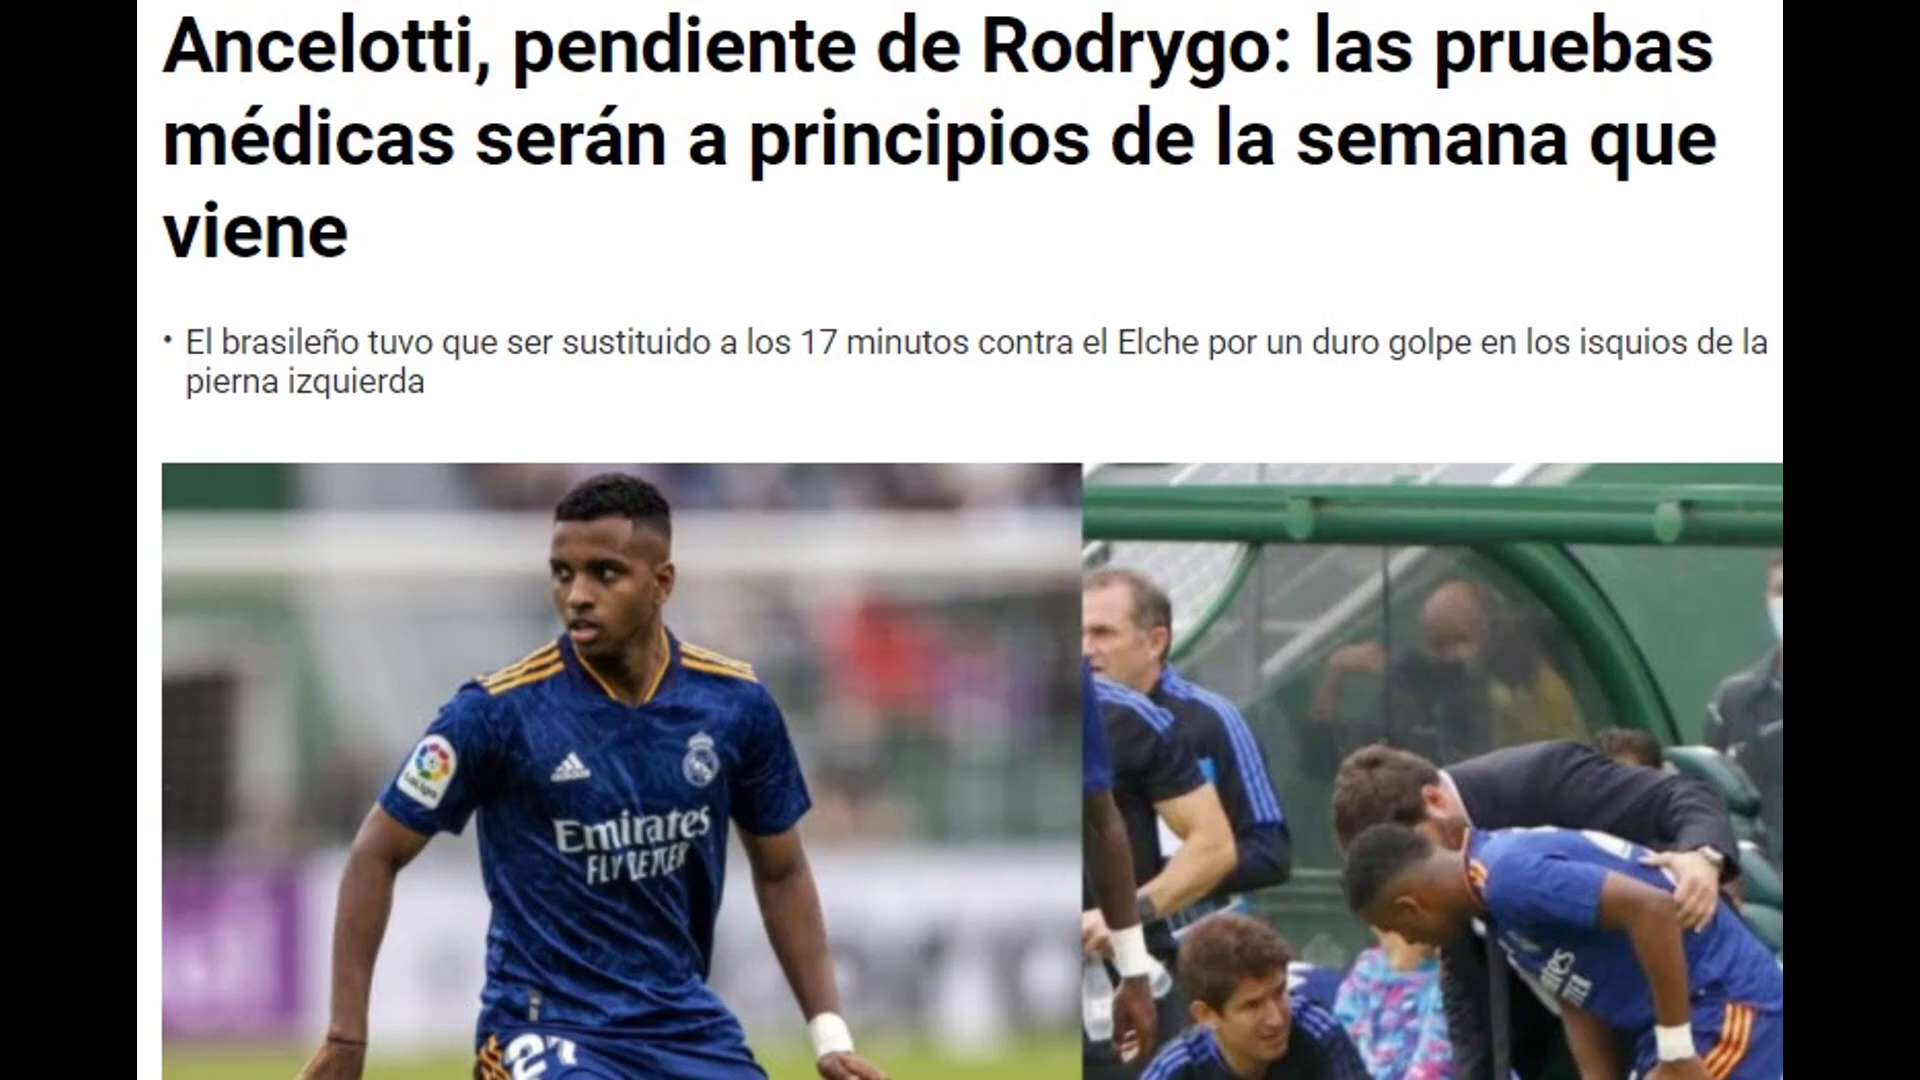 Ancelotti, pendiente de Rodrygo: las pruebas
médicas serán a principios de la semana que
viene
• El brasileño tuvo que ser sustituido a los 17 minutos contra el Elche por un duro golpe en los isquios de la
pierna izquierda
LaLiga
Emirates
FLY BETTER
21